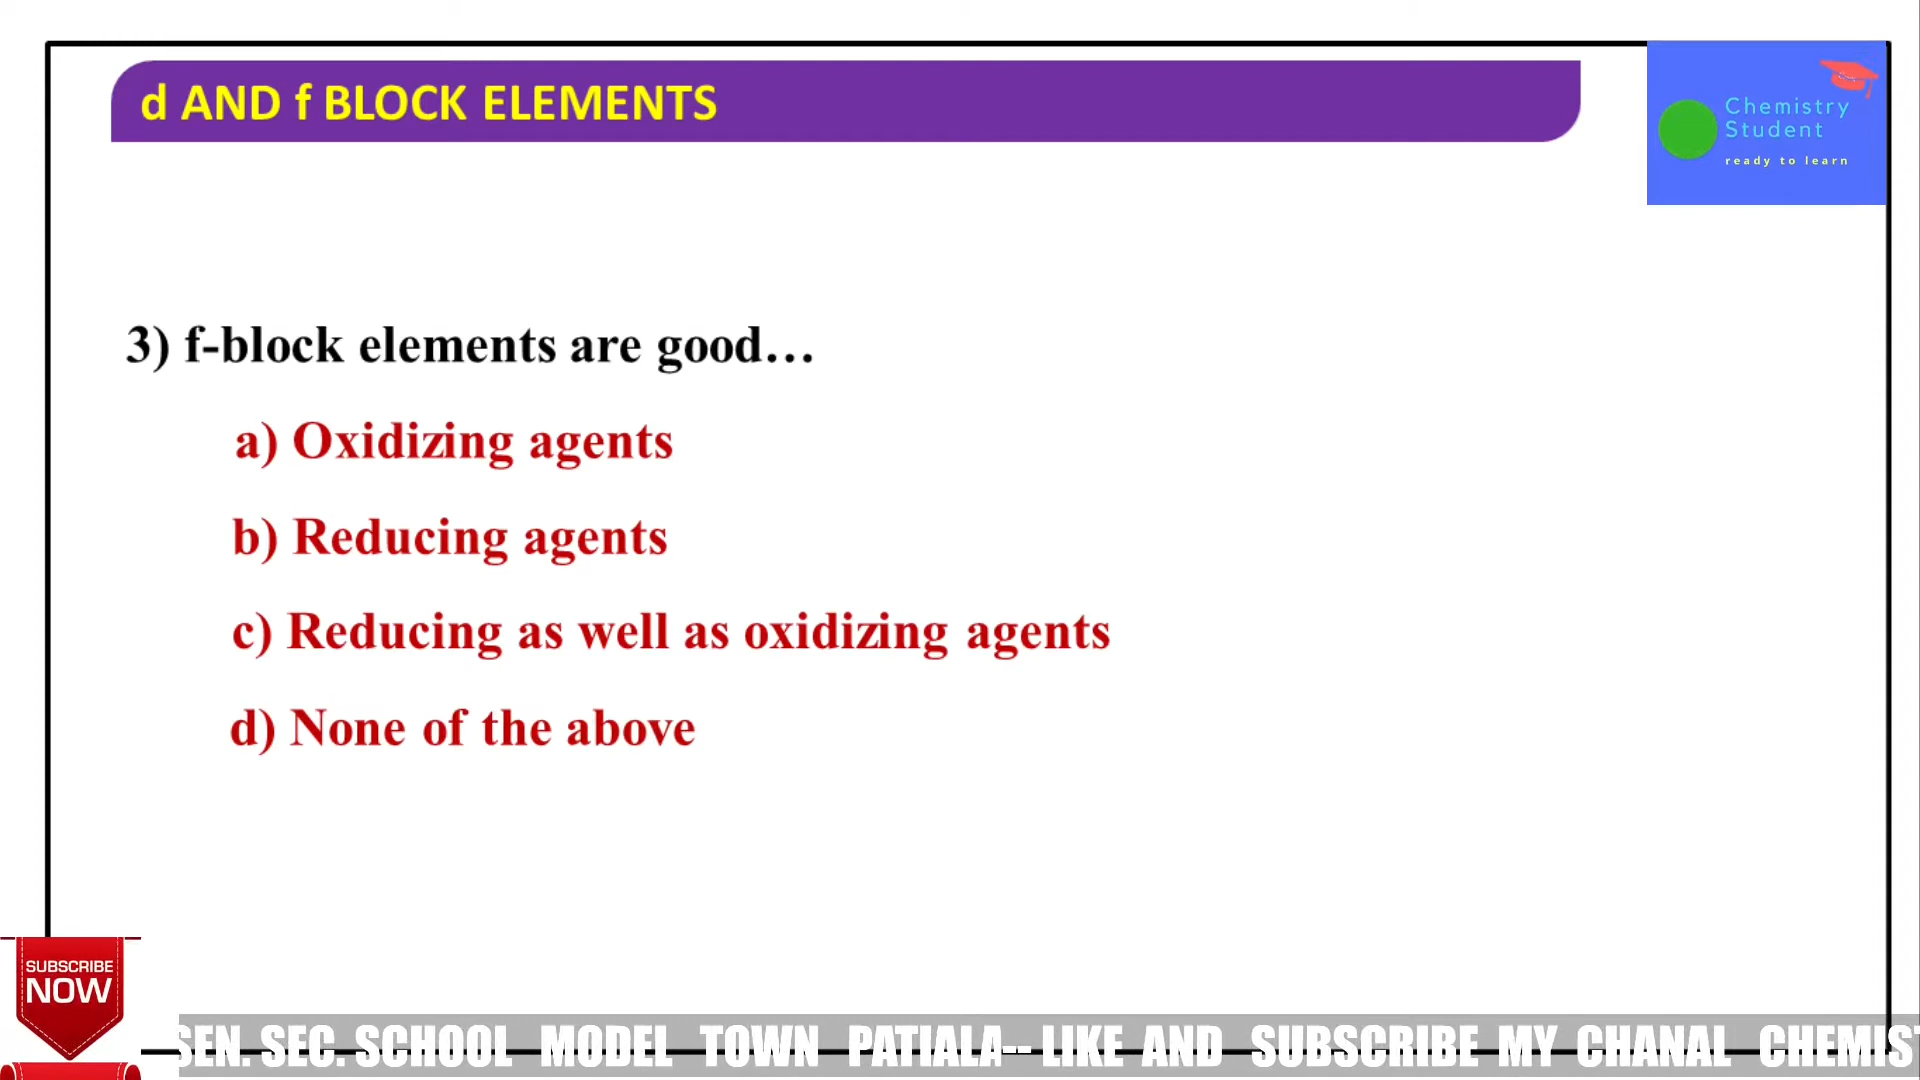 d AND f BLOCK ELEMENTS
Chemistry
Student
ready to learn
3) f-block elements are good...
a) Oxidizing agents
b) Reducing agents
c) Reducing as well as oxidizing agents
d) None of the above
SUBSCRIBE
NOW
SEN. SEC. SCHOOL MODEL TOWN PATIALA-- LIKE AND SUBSCRIBE MY CHANAL CHEMIS